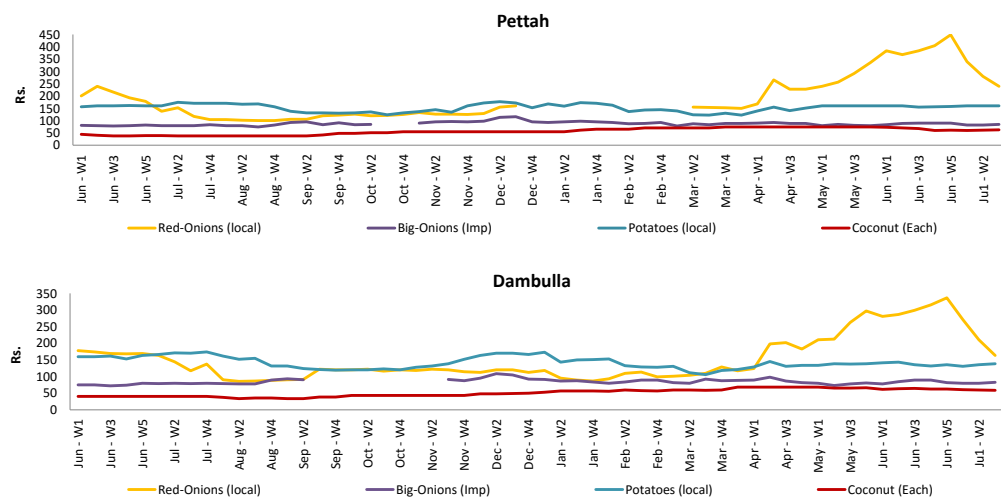 Pettah
Rs.
450
400
350
300
250
200
150
100
50
0
Jun - W1
Jun - W3
Jun - W5
Jul - W2
Jul - W4
Aug - W2
Aug - W4
Sep - W2
Sep - W4
Oct - W2
Oct - W4
Nov - W2
Nov - W4
Dec - W2
Dec - W4
Jan - W2
Jan - W4
Feb - W2
Feb - W4
Mar - W2
Mar - W4
Apr - W1
Apr - W3
May - W1
May - W3
Jun - W1
Jun - W3
Jun - W5
Ju1 - W2
Red-Onions (local)
Big-Onions (Imp)
Potatoes (local)
Coconut (Each)
Dambulla
Rs.
350
300
250
200
150
100
50
0
Jun - W1
Jun - W3
Jun - W5
Jul - W2
Jul - W4
Aug - W2
Aug - W4
Sep - W2
Sep - W4
Oct - W2
Oct - W4
Nov - W2
Nov - W4
Dec - W2
Dec - W4
Jan - W2
Jan - W4
Feb - W2
Feb - W4
Mar - W2
Mar - W4
Apr - W1
Apr - W3
May - W1
May - W3
Jun - W1
Jun - W3
Jun - W5
Ju1 - W2
Red-Onions (local)
Big-Onions (Imp)
Potatoes (local)
Coconut (Each)